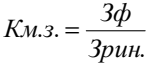 Км.з. = Зф / Зрин.